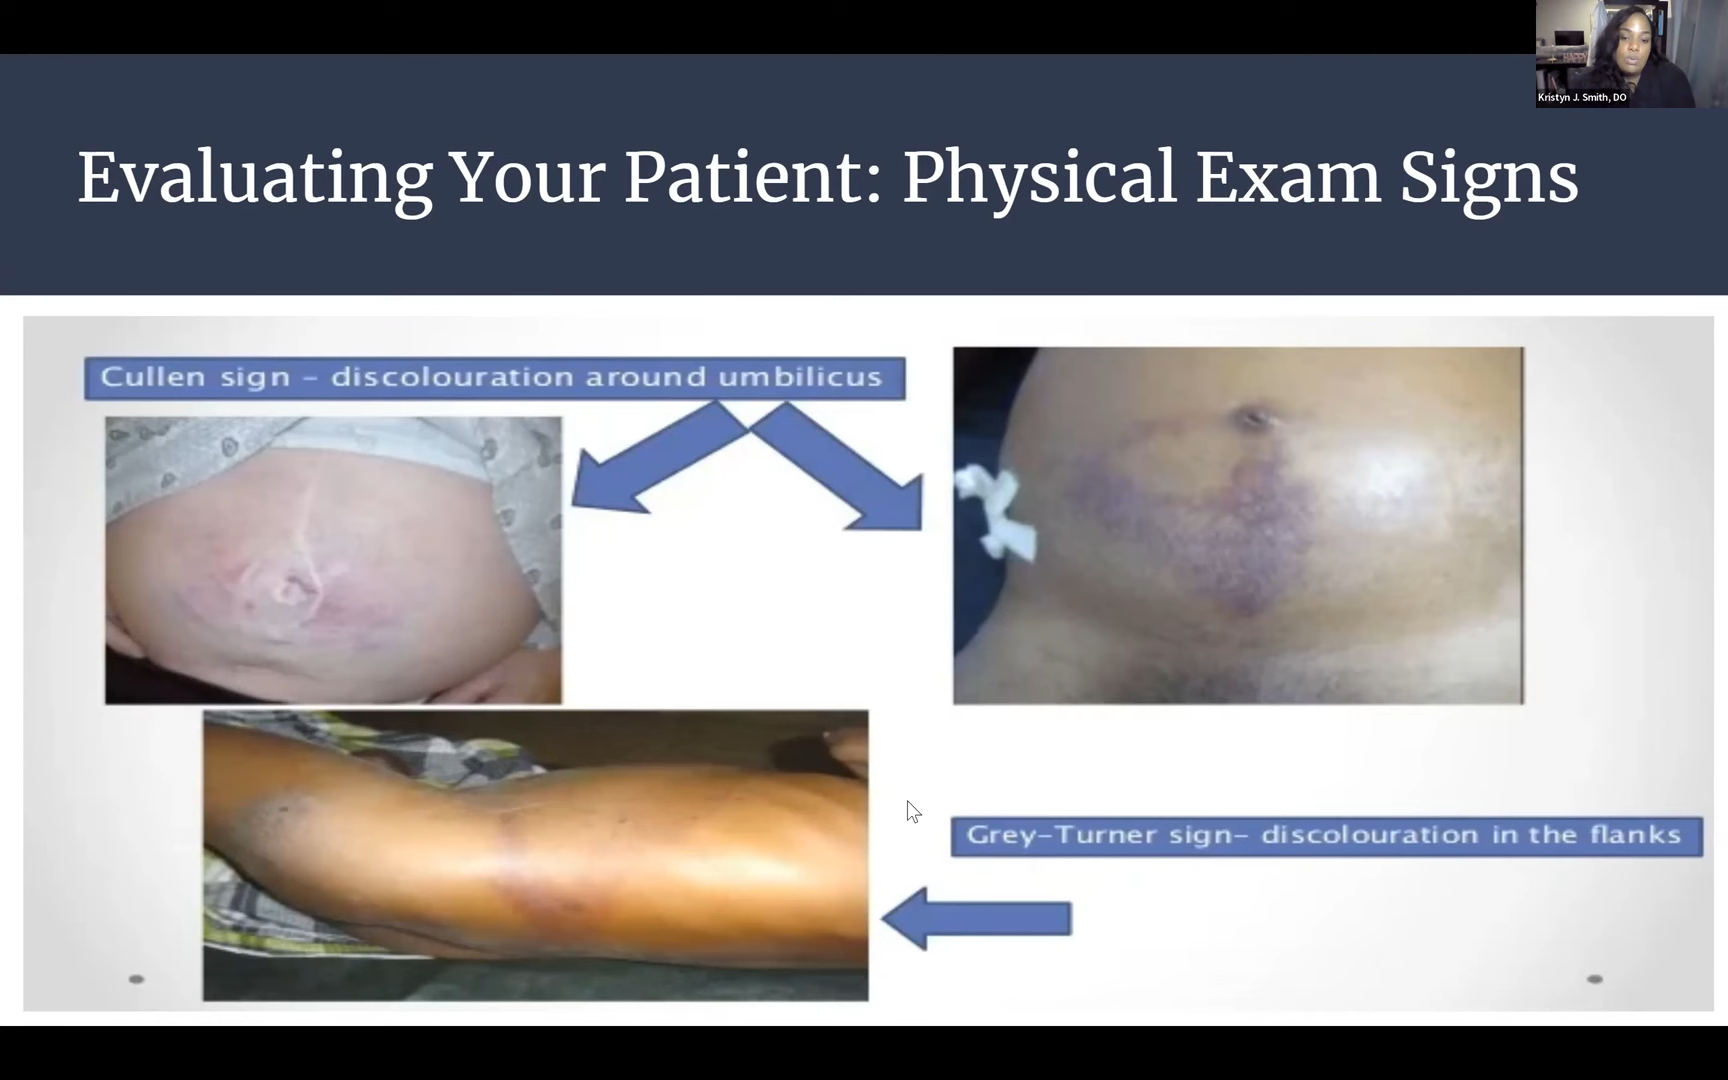 Kristyn J. Smith, DO
Evaluating Your Patient: Physical Exam Signs
Cullen sign – discolouration around umbilicus
Grey–Turner sign– discolouration in the flanks